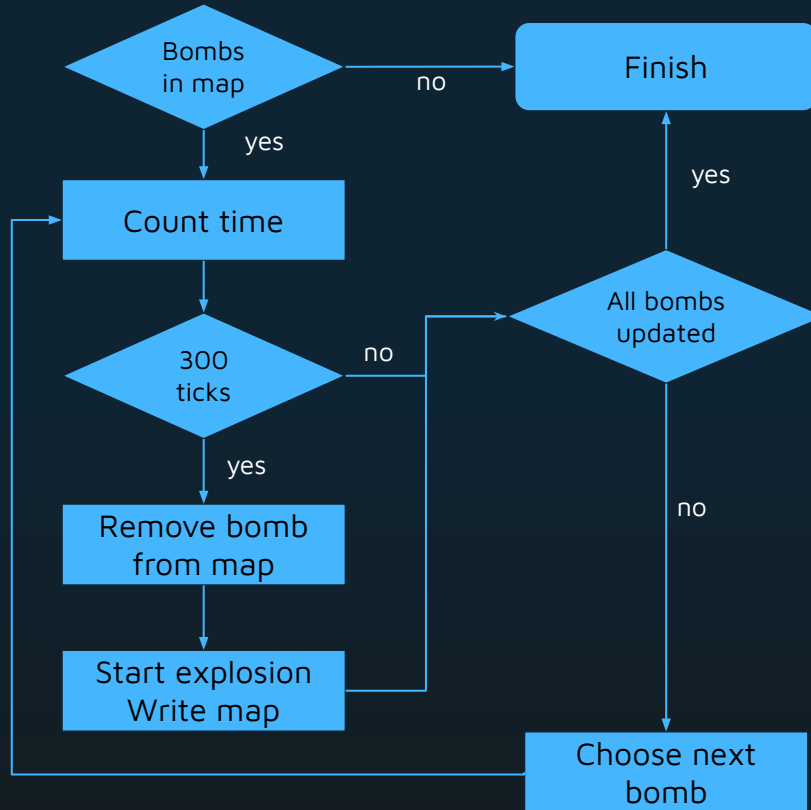 Bombs
in map
no
Finish
yes
yes
Count time
All bombs
updated
300
ticks
no
yes
no
Remove bomb
from map
Start explosion
Write map
Choose next
bomb